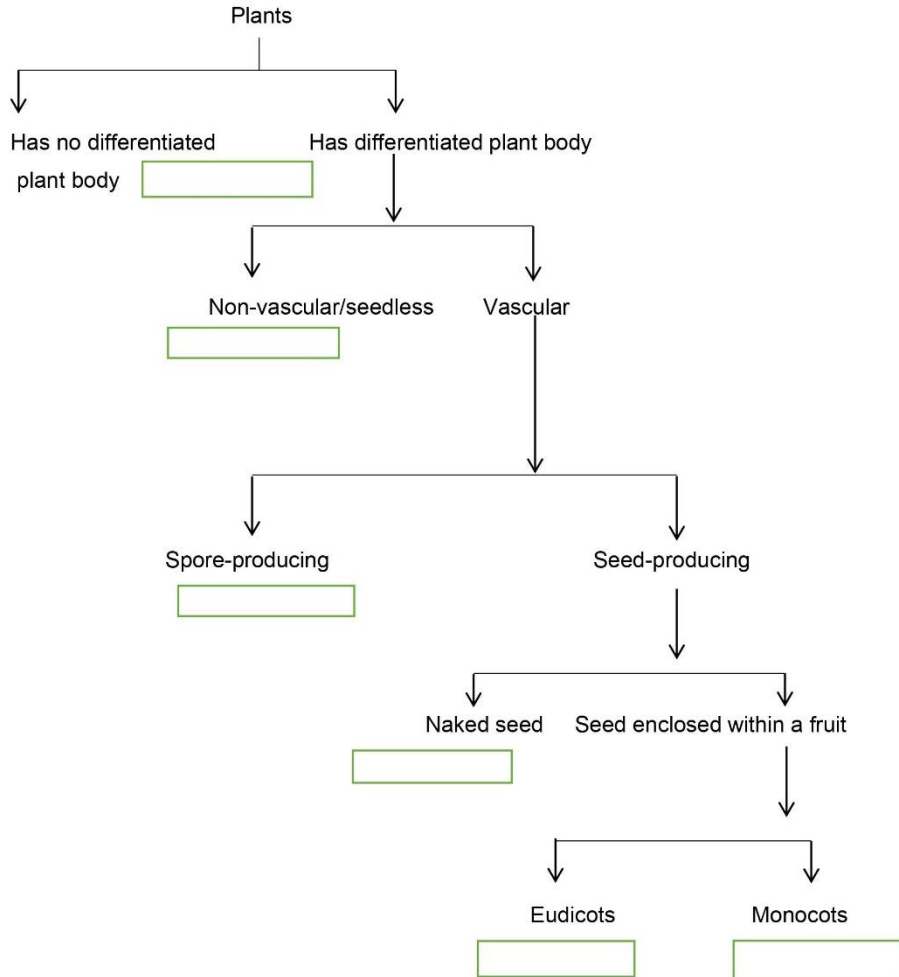 Plants
Has no differentiated
plant body
Has differentiated plant body
Non-vascular/seedless
Vascular
Spore-producing
Seed-producing
Naked seed
Seed enclosed within a fruit
Eudicots
Monocots